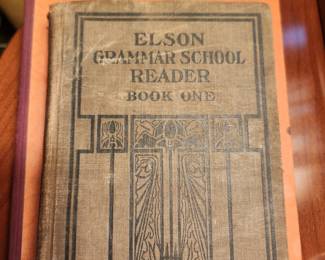 ELSON
GRAMMAR SCHOOL
READER
BOOK ONE